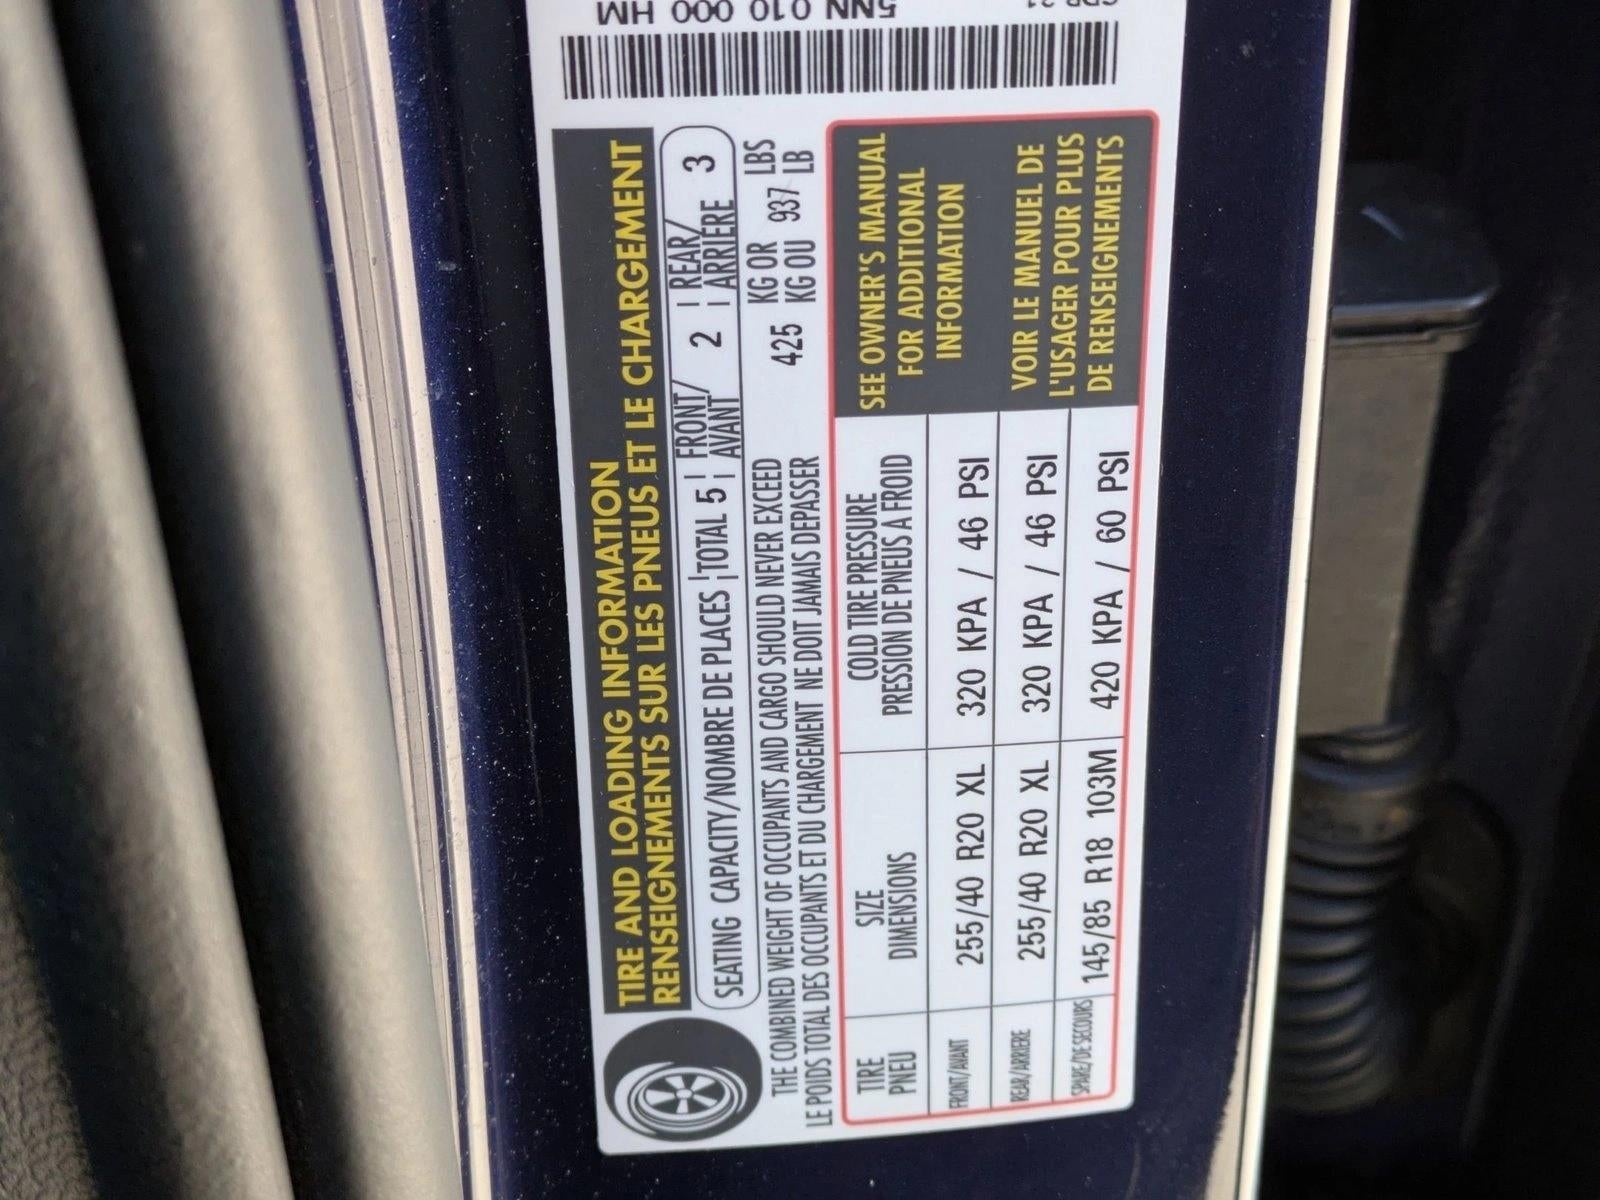 TIRE AND LOADING INFORMATION
RENSEIGNEMENTS SUR LES PNEUS ET LE CHARGEMENT
SEATING CAPACITY/NOMBRE DE PLACES TOTAL 5 FRONT/AVANT 2 REAR/ARRIERE 3
THE COMBINED WEIGHT OF OCCUPANTS AND CARGO SHOULD NEVER EXCEED 425 KG OR 937 LBS
LE POIDS TOTAL DES OCCUPANTS ET DU CHARGEMENT NE DOIT JAMAIS DEPASSER KG OU LB
TIRE
PNEU
SIZE
DIMENSIONS
COLD TIRE PRESSURE
PRESSION DE PNEUS A FROID
FRONT/AVANT 255/40 R20 XL 320 KPA / 46 PSI
REAR/ARRIERE 255/40 R20 XL 320 KPA / 46 PSI
SPARE/DE SECOURS 145/85 R18 103M 420 KPA / 60 PSI
SEE OWNER'S MANUAL
FOR ADDITIONAL
INFORMATION
VOIR LE MANUEL DE
L'USAGER POUR PLUS
DE RENSEIGNEMENTS
5NN 010 000 HM